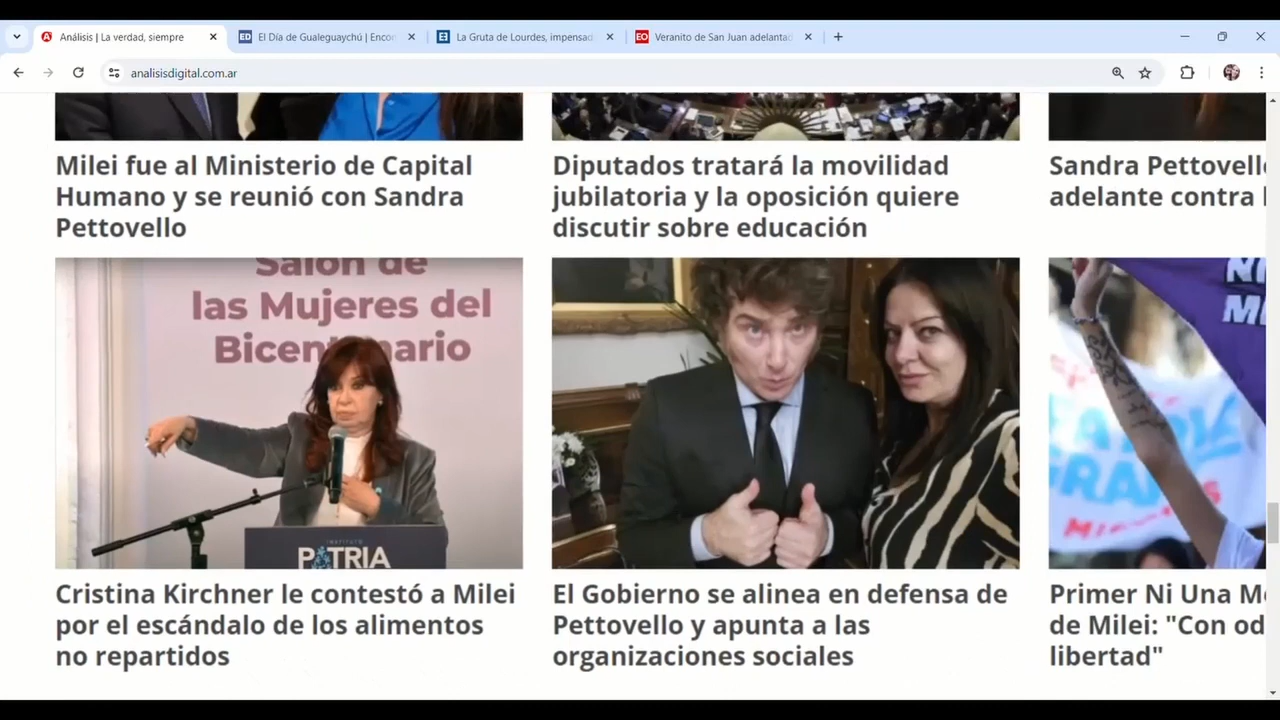 Análisis | La verdad, siempre
El Día de Gualeguaychú | Encon
La Gruta de Lourdes, impensad
Veranito de San Juan adelantad
analisisdigital.com.ar
Milei fue al Ministerio de Capital
Humano y se reunió con Sandra
Pettovello
Diputados tratará la movilidad
jubilatoria y la oposición quiere
discutir sobre educación
Sandra Pettovello
adelante contra l
Salón de
las Mujeres del
Bicentenario
INSTITUTO
PATRIA
Cristina Kirchner le contestó a Milei
por el escándalo de los alimentos
no repartidos
El Gobierno se alinea en defensa de
Pettovello y apunta a las
organizaciones sociales
Primer Ni Una Me
de Milei: "Con od
libertad"